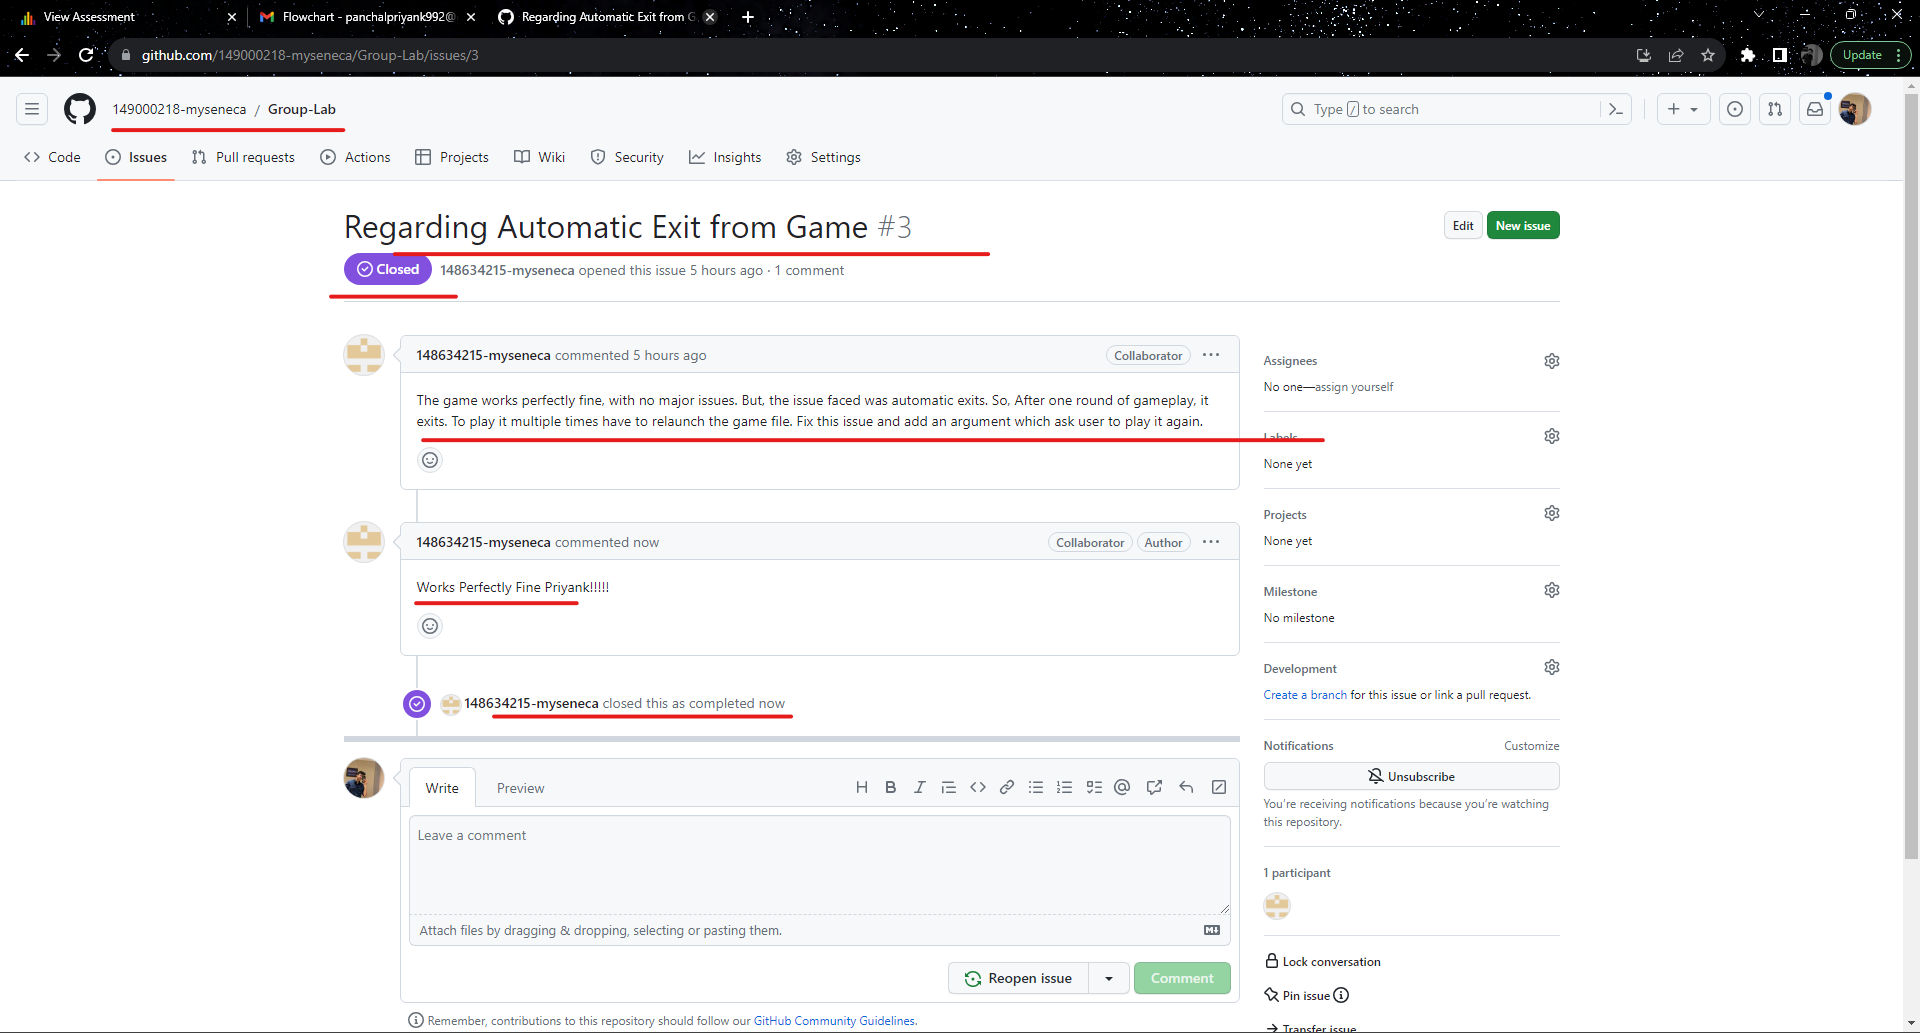 View Assessment
Flowchart - panchalpriyank992@
Regarding Automatic Exit from G
github.com/149000218-myseneca/Group-Lab/issues/3
Update
149000218-myseneca / Group-Lab
Type / to search
Code
Issues
Pull requests
Actions
Projects
Wiki
Security
Insights
Settings
Regarding Automatic Exit from Game #3
Edit
New issue
Closed
148634215-myseneca opened this issue 5 hours ago · 1 comment
148634215-myseneca commented 5 hours ago
Collaborator
The game works perfectly fine, with no major issues. But, the issue faced was automatic exits. So, After one round of gameplay, it
exits. To play it multiple times have to relaunch the game file. Fix this issue and add an argument which ask user to play it again.
148634215-myseneca commented now
Collaborator
Author
Works Perfectly Fine Priyank!!!!!
148634215-myseneca closed this as completed now
Write
Preview
Leave a comment
Attach files by dragging & dropping, selecting or pasting them.
Reopen issue
Comment
Remember, contributions to this repository should follow our GitHub Community Guidelines.
Assignees
No one—assign yourself
Labels
None yet
Projects
None yet
Milestone
No milestone
Development
Create a branch for this issue or link a pull request.
Notifications
Customize
Unsubscribe
You're receiving notifications because you're watching
this repository.
1 participant
Lock conversation
Pin issue
Transfer issue